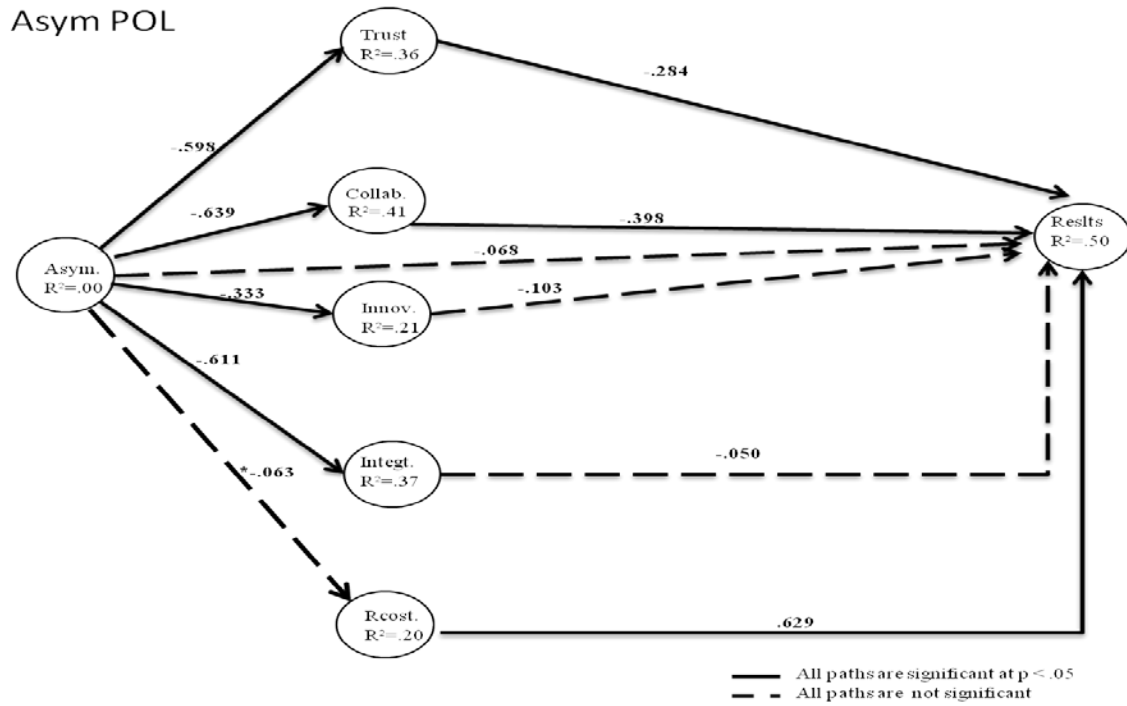 Asym POL
Trust
R²=.36
-.284
-.598
Collab.
R²=.41
-.639
-.398
Reslts
R²=.50
-.068
Asym.
R²=.00
-.333
-.103
Innov.
R²=.21
-.611
*-.063
Integt.
R²=.37
-.050
Rcost.
R²=.20
.629
All paths are significant at p < .05
All paths are not significant